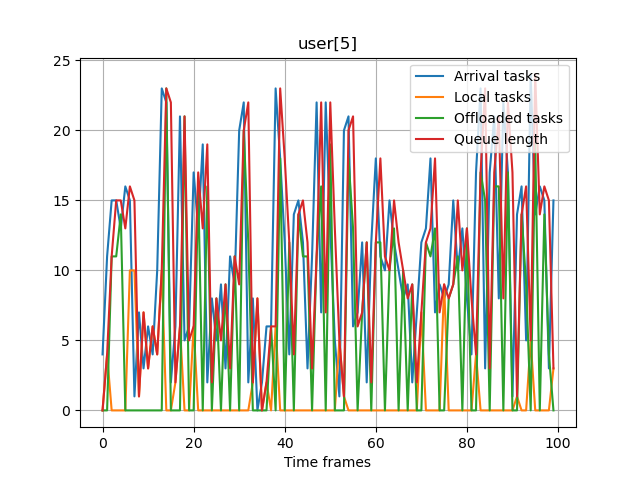 user[5]
25
20
15
10
5
0
0
20
40
60
80
100
Time frames
Arrival tasks
Local tasks
Offloaded tasks
Queue length